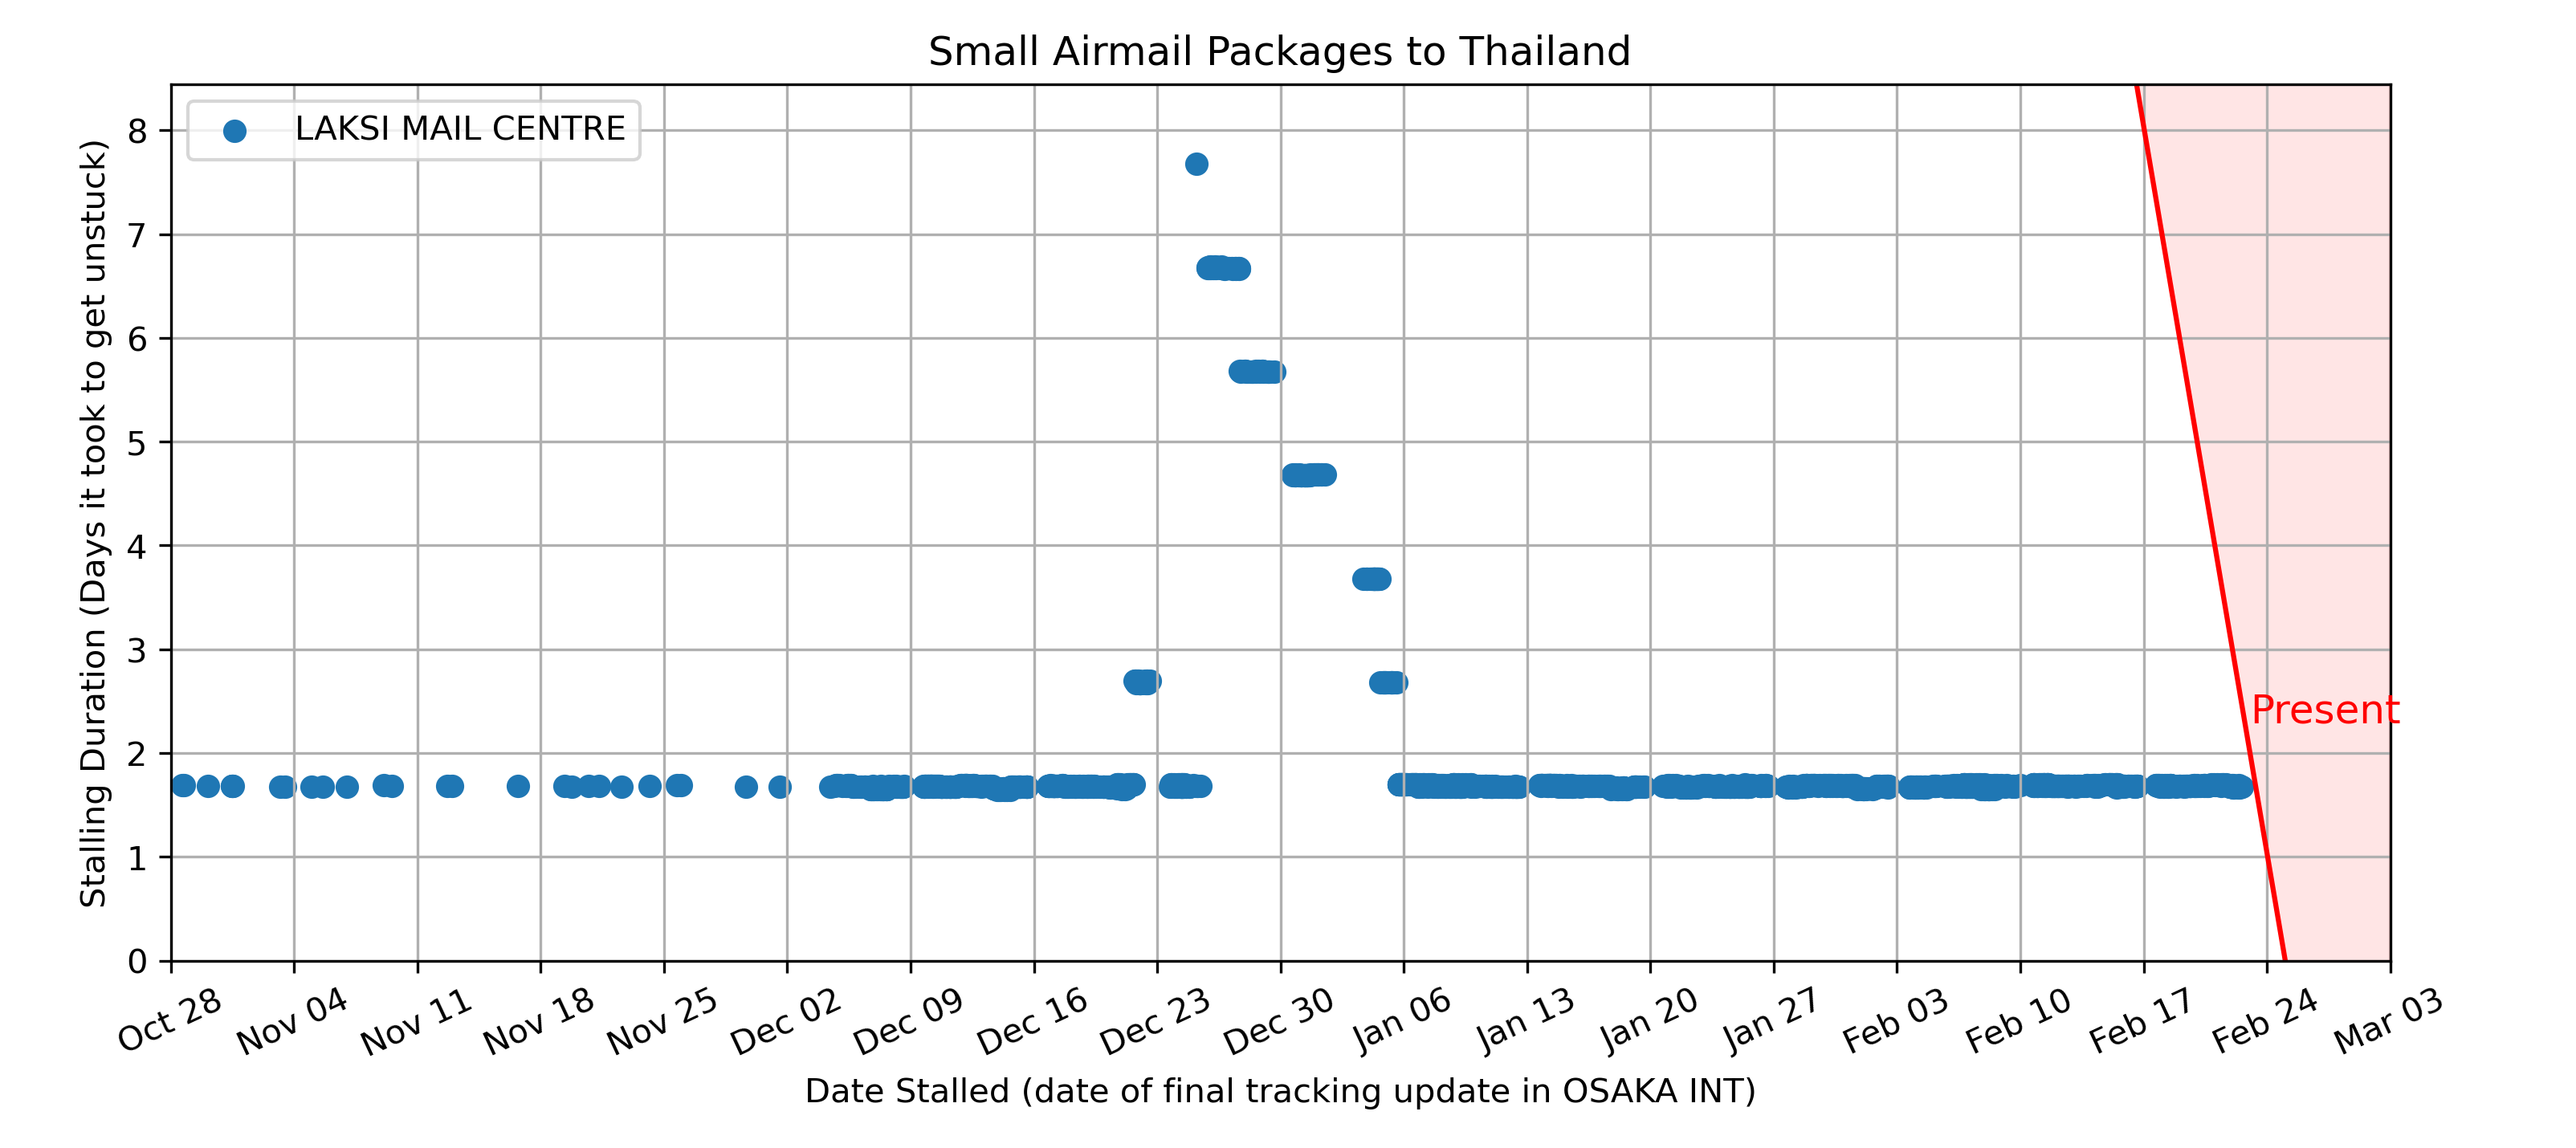 Small Airmail Packages to Thailand
LAKSI MAIL CENTRE
Stalling Duration (Days it took to get unstuck)
8
7
6
5
4
3
2
1
0
Present
Oct 28
Nov 04
Nov 11
Nov 18
Nov 25
Dec 02
Dec 09
Dec 16
Dec 23
Dec 30
Jan 06
Jan 13
Jan 20
Jan 27
Feb 03
Feb 10
Feb 17
Feb 24
Mar 03
Date Stalled (date of final tracking update in OSAKA INT)